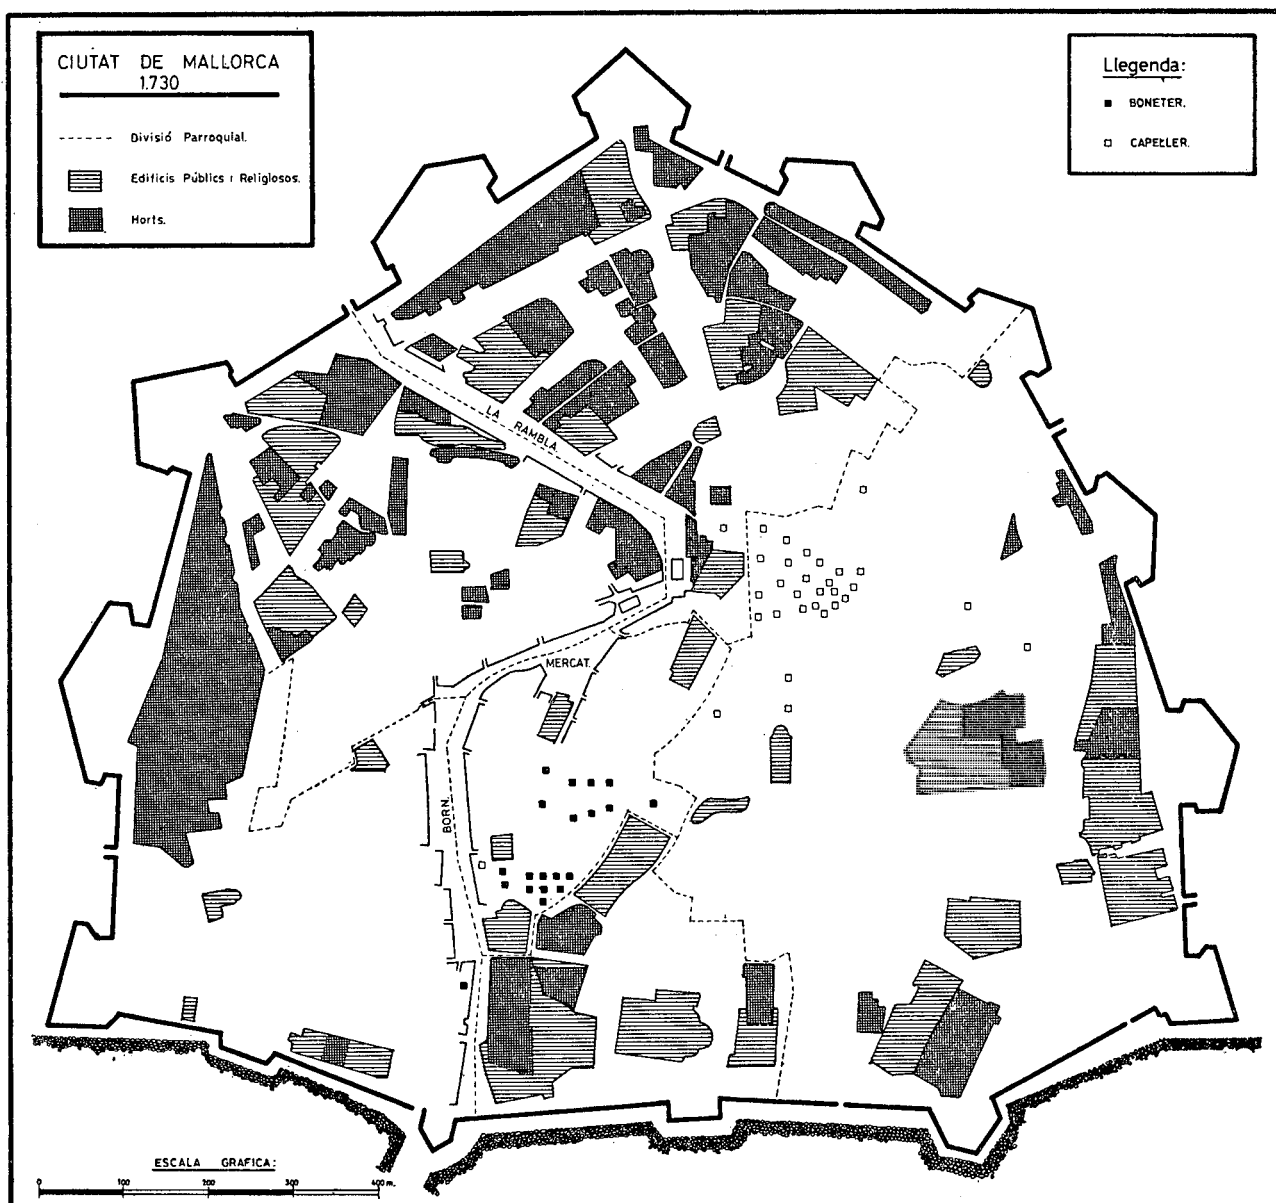 CIUTAT DE MALLORCA
1.730
Divisió Parroquial.
Edificis Públics i Religiosos.
Horts.
Llegenda:
BONETER.
CAPELLER.
LA RAMBLA.
MERCAT.
BORN.
ESCALA GRAFICA:
0 100 200 300 400 m.